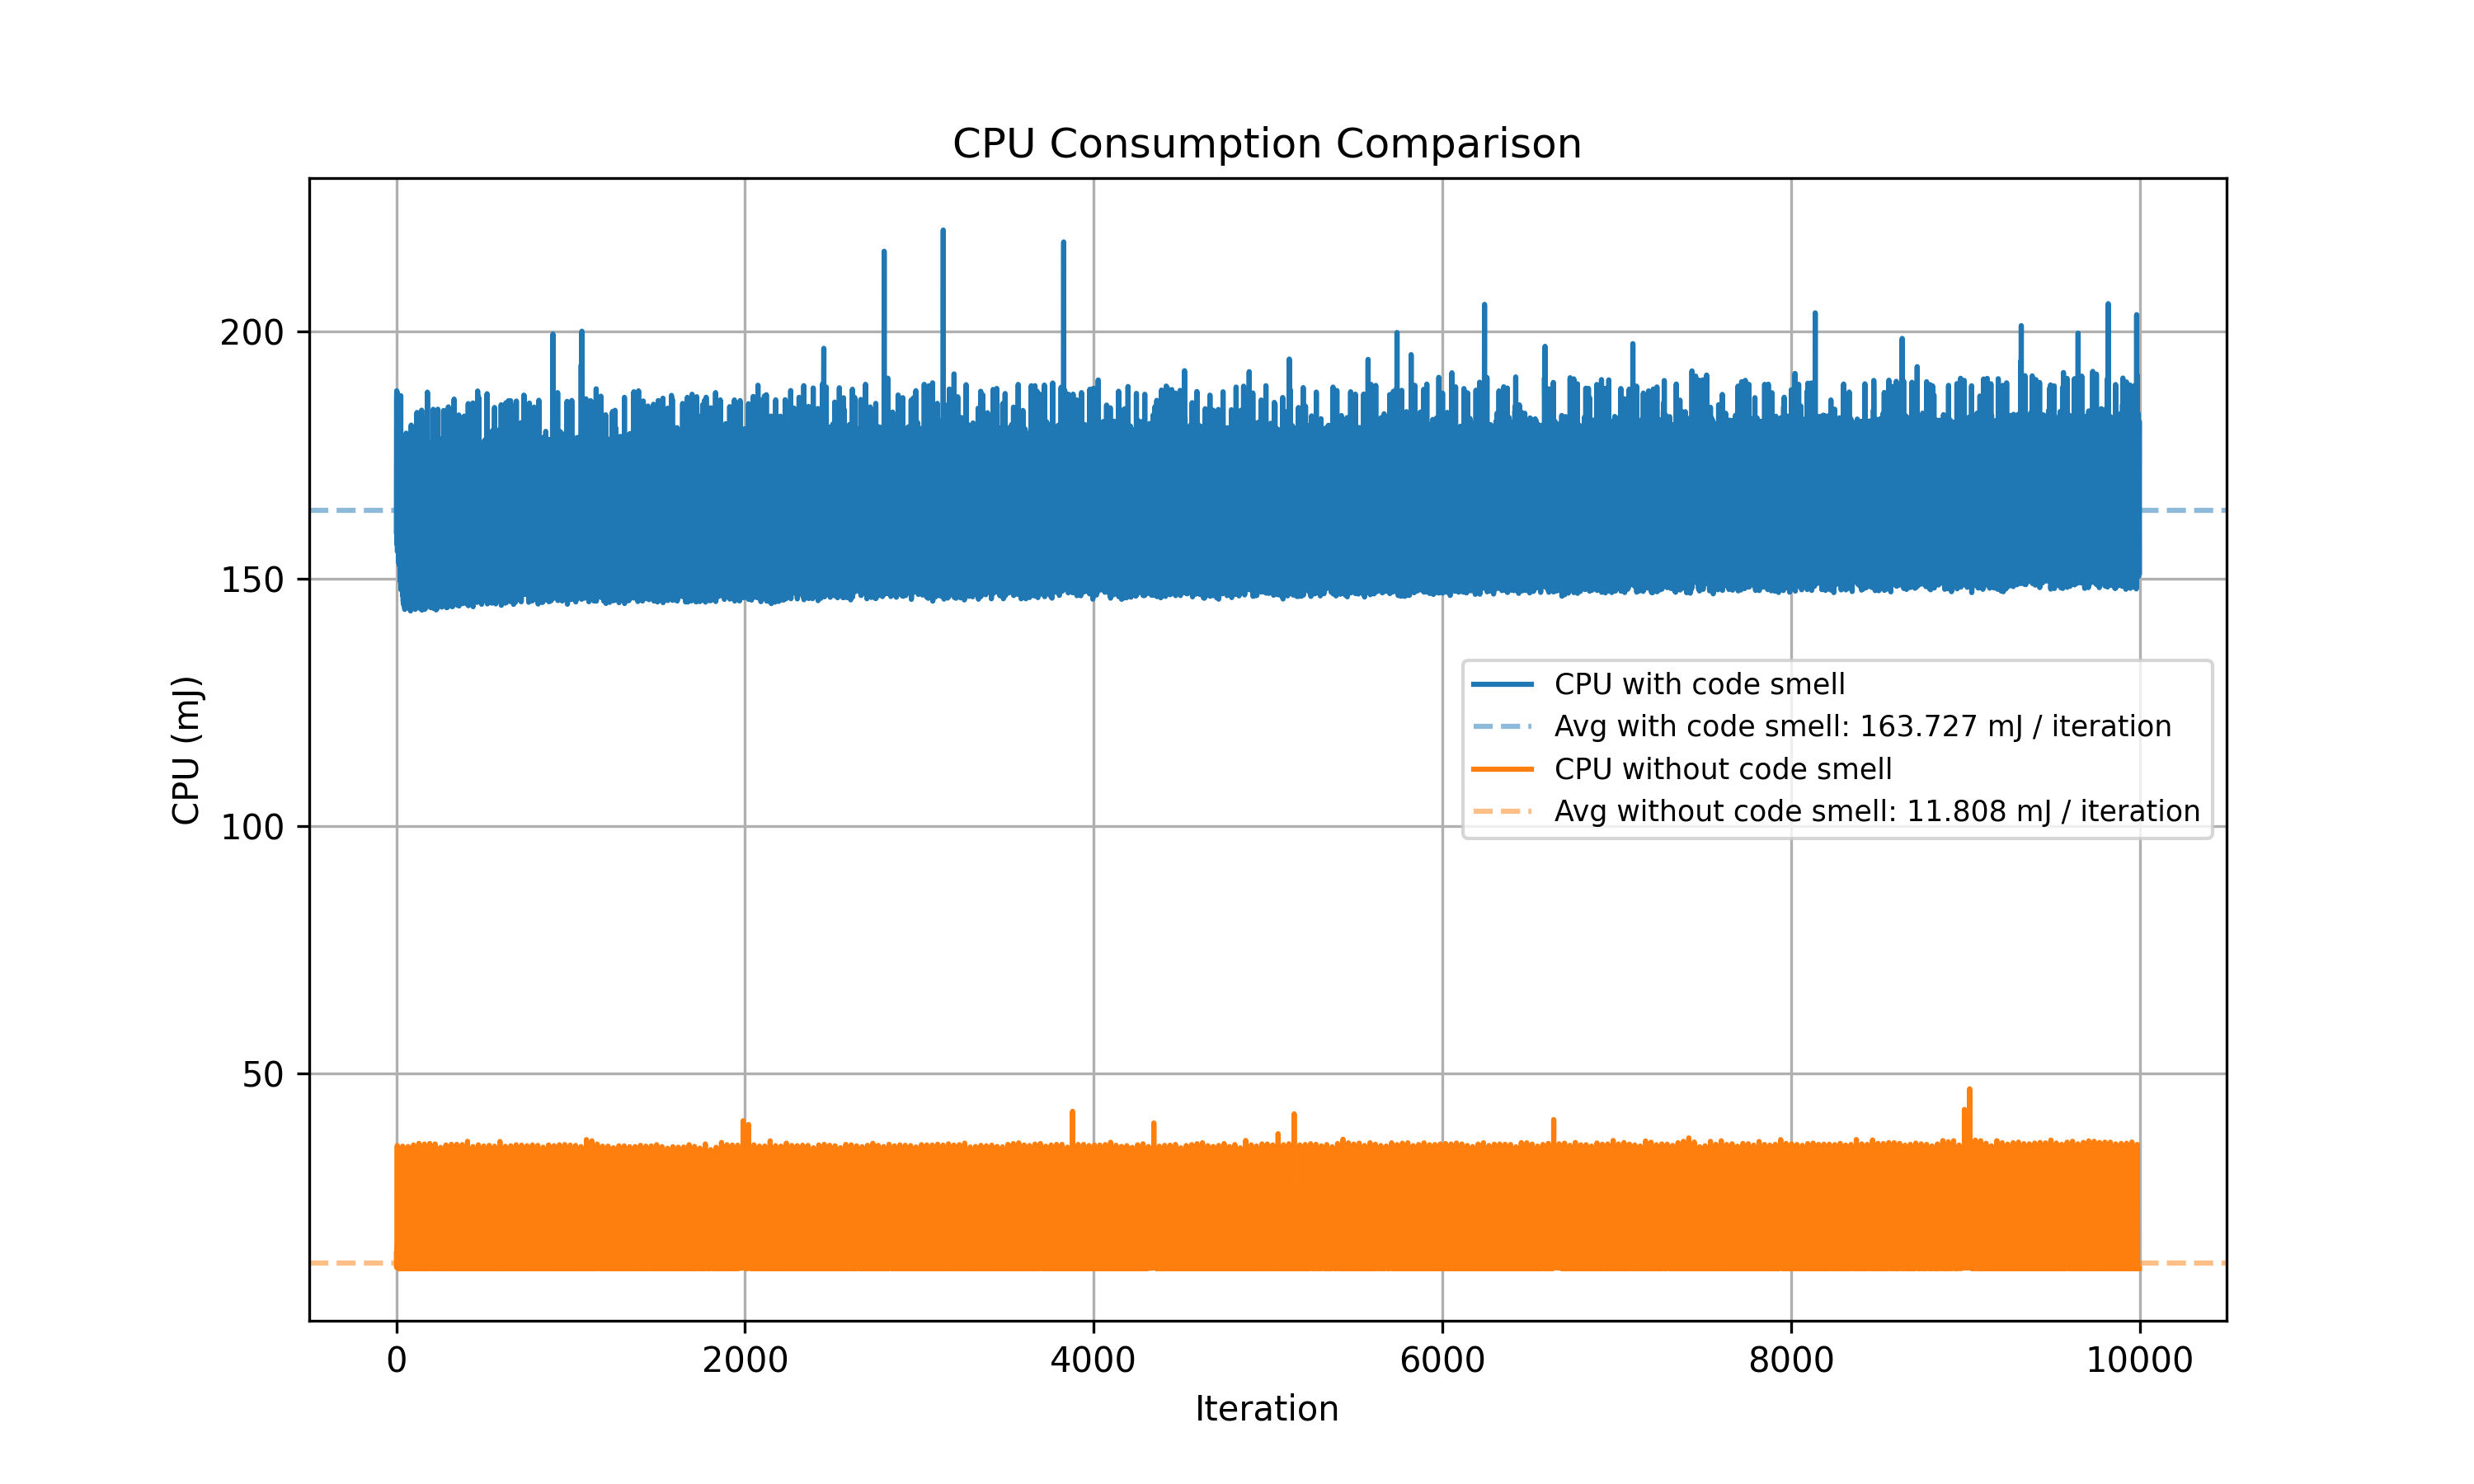 CPU Consumption Comparison
200
150
100
50
CPU (mJ)
CPU with code smell
Avg with code smell: 163.727 mJ / iteration
CPU without code smell
Avg without code smell: 11.808 mJ / iteration
0
2000
4000
6000
8000
10000
Iteration